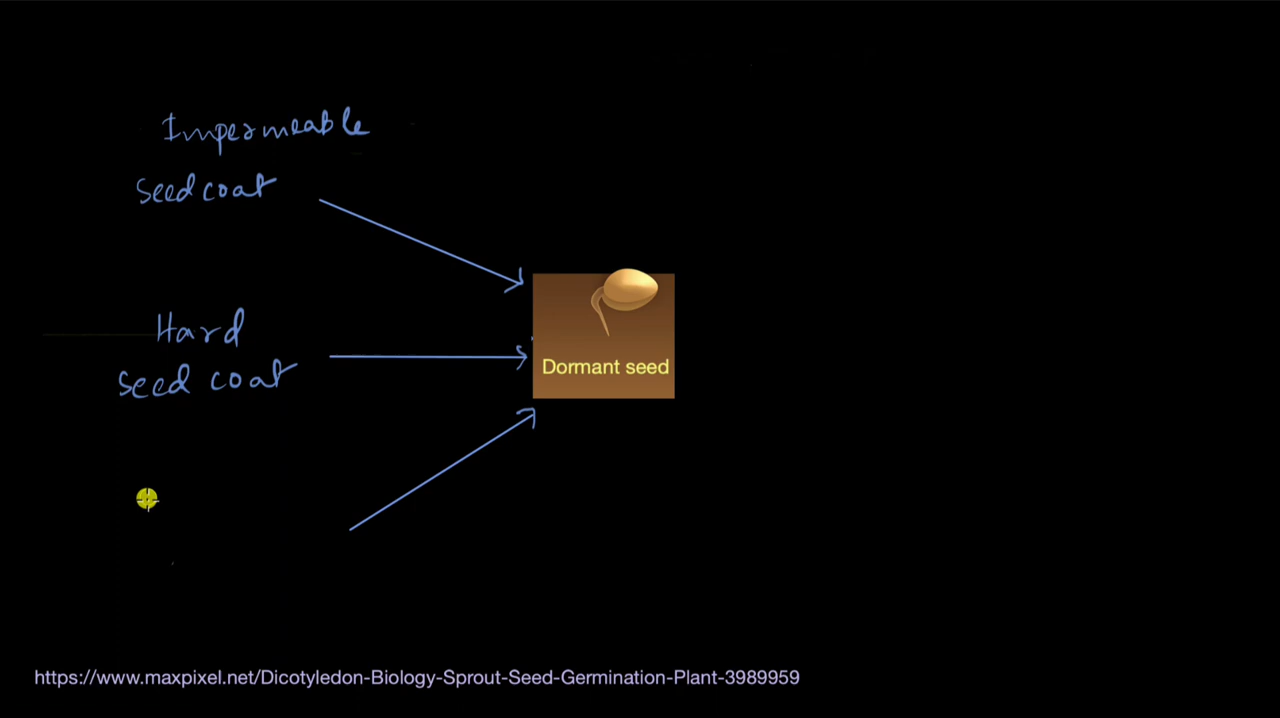 Impermeable
seed coat
Hard
seed coat
Dormant seed
https://www.maxpixel.net/Dicotyledon-Biology-Sprout-Seed-Germination-Plant-3989959